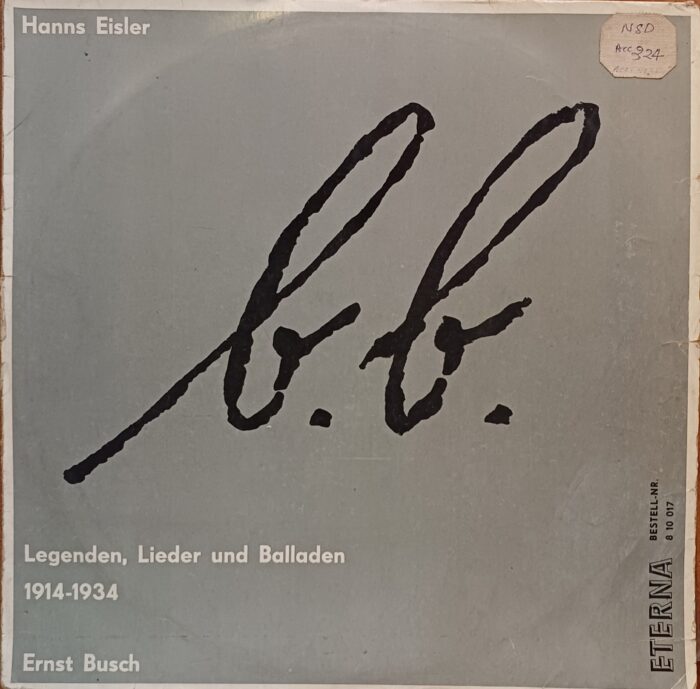 Hanns Eisler
NSD
Acc 324
b.b.
Legenden, Lieder und Balladen
1914-1934
Ernst Busch
ETERNA
BESTELL-NR.
8 10 017